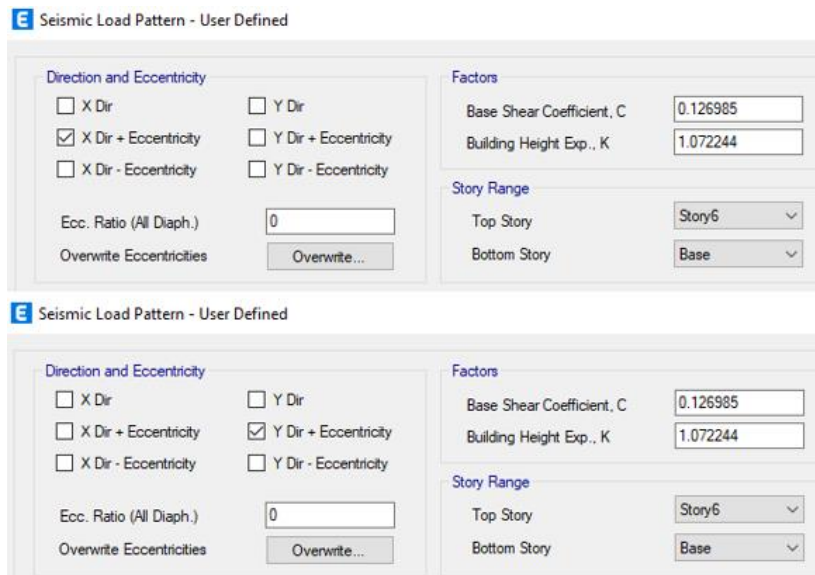 E Seismic Load Pattern - User Defined
Direction and Eccentricity
X Dir Y Dir
X Dir + Eccentricity Y Dir + Eccentricity
X Dir - Eccentricity Y Dir - Eccentricity
Ecc. Ratio (All Diaph.) 0
Overwrite Eccentricities Overwrite...
Factors
Base Shear Coefficient, C 0.126985
Building Height Exp., K 1.072244
Story Range
Top Story Story6
Bottom Story Base
E Seismic Load Pattern - User Defined
Direction and Eccentricity
X Dir Y Dir
X Dir + Eccentricity Y Dir + Eccentricity
X Dir - Eccentricity Y Dir - Eccentricity
Ecc. Ratio (All Diaph.) 0
Overwrite Eccentricities Overwrite...
Factors
Base Shear Coefficient, C 0.126985
Building Height Exp., K 1.072244
Story Range
Top Story Story6
Bottom Story Base